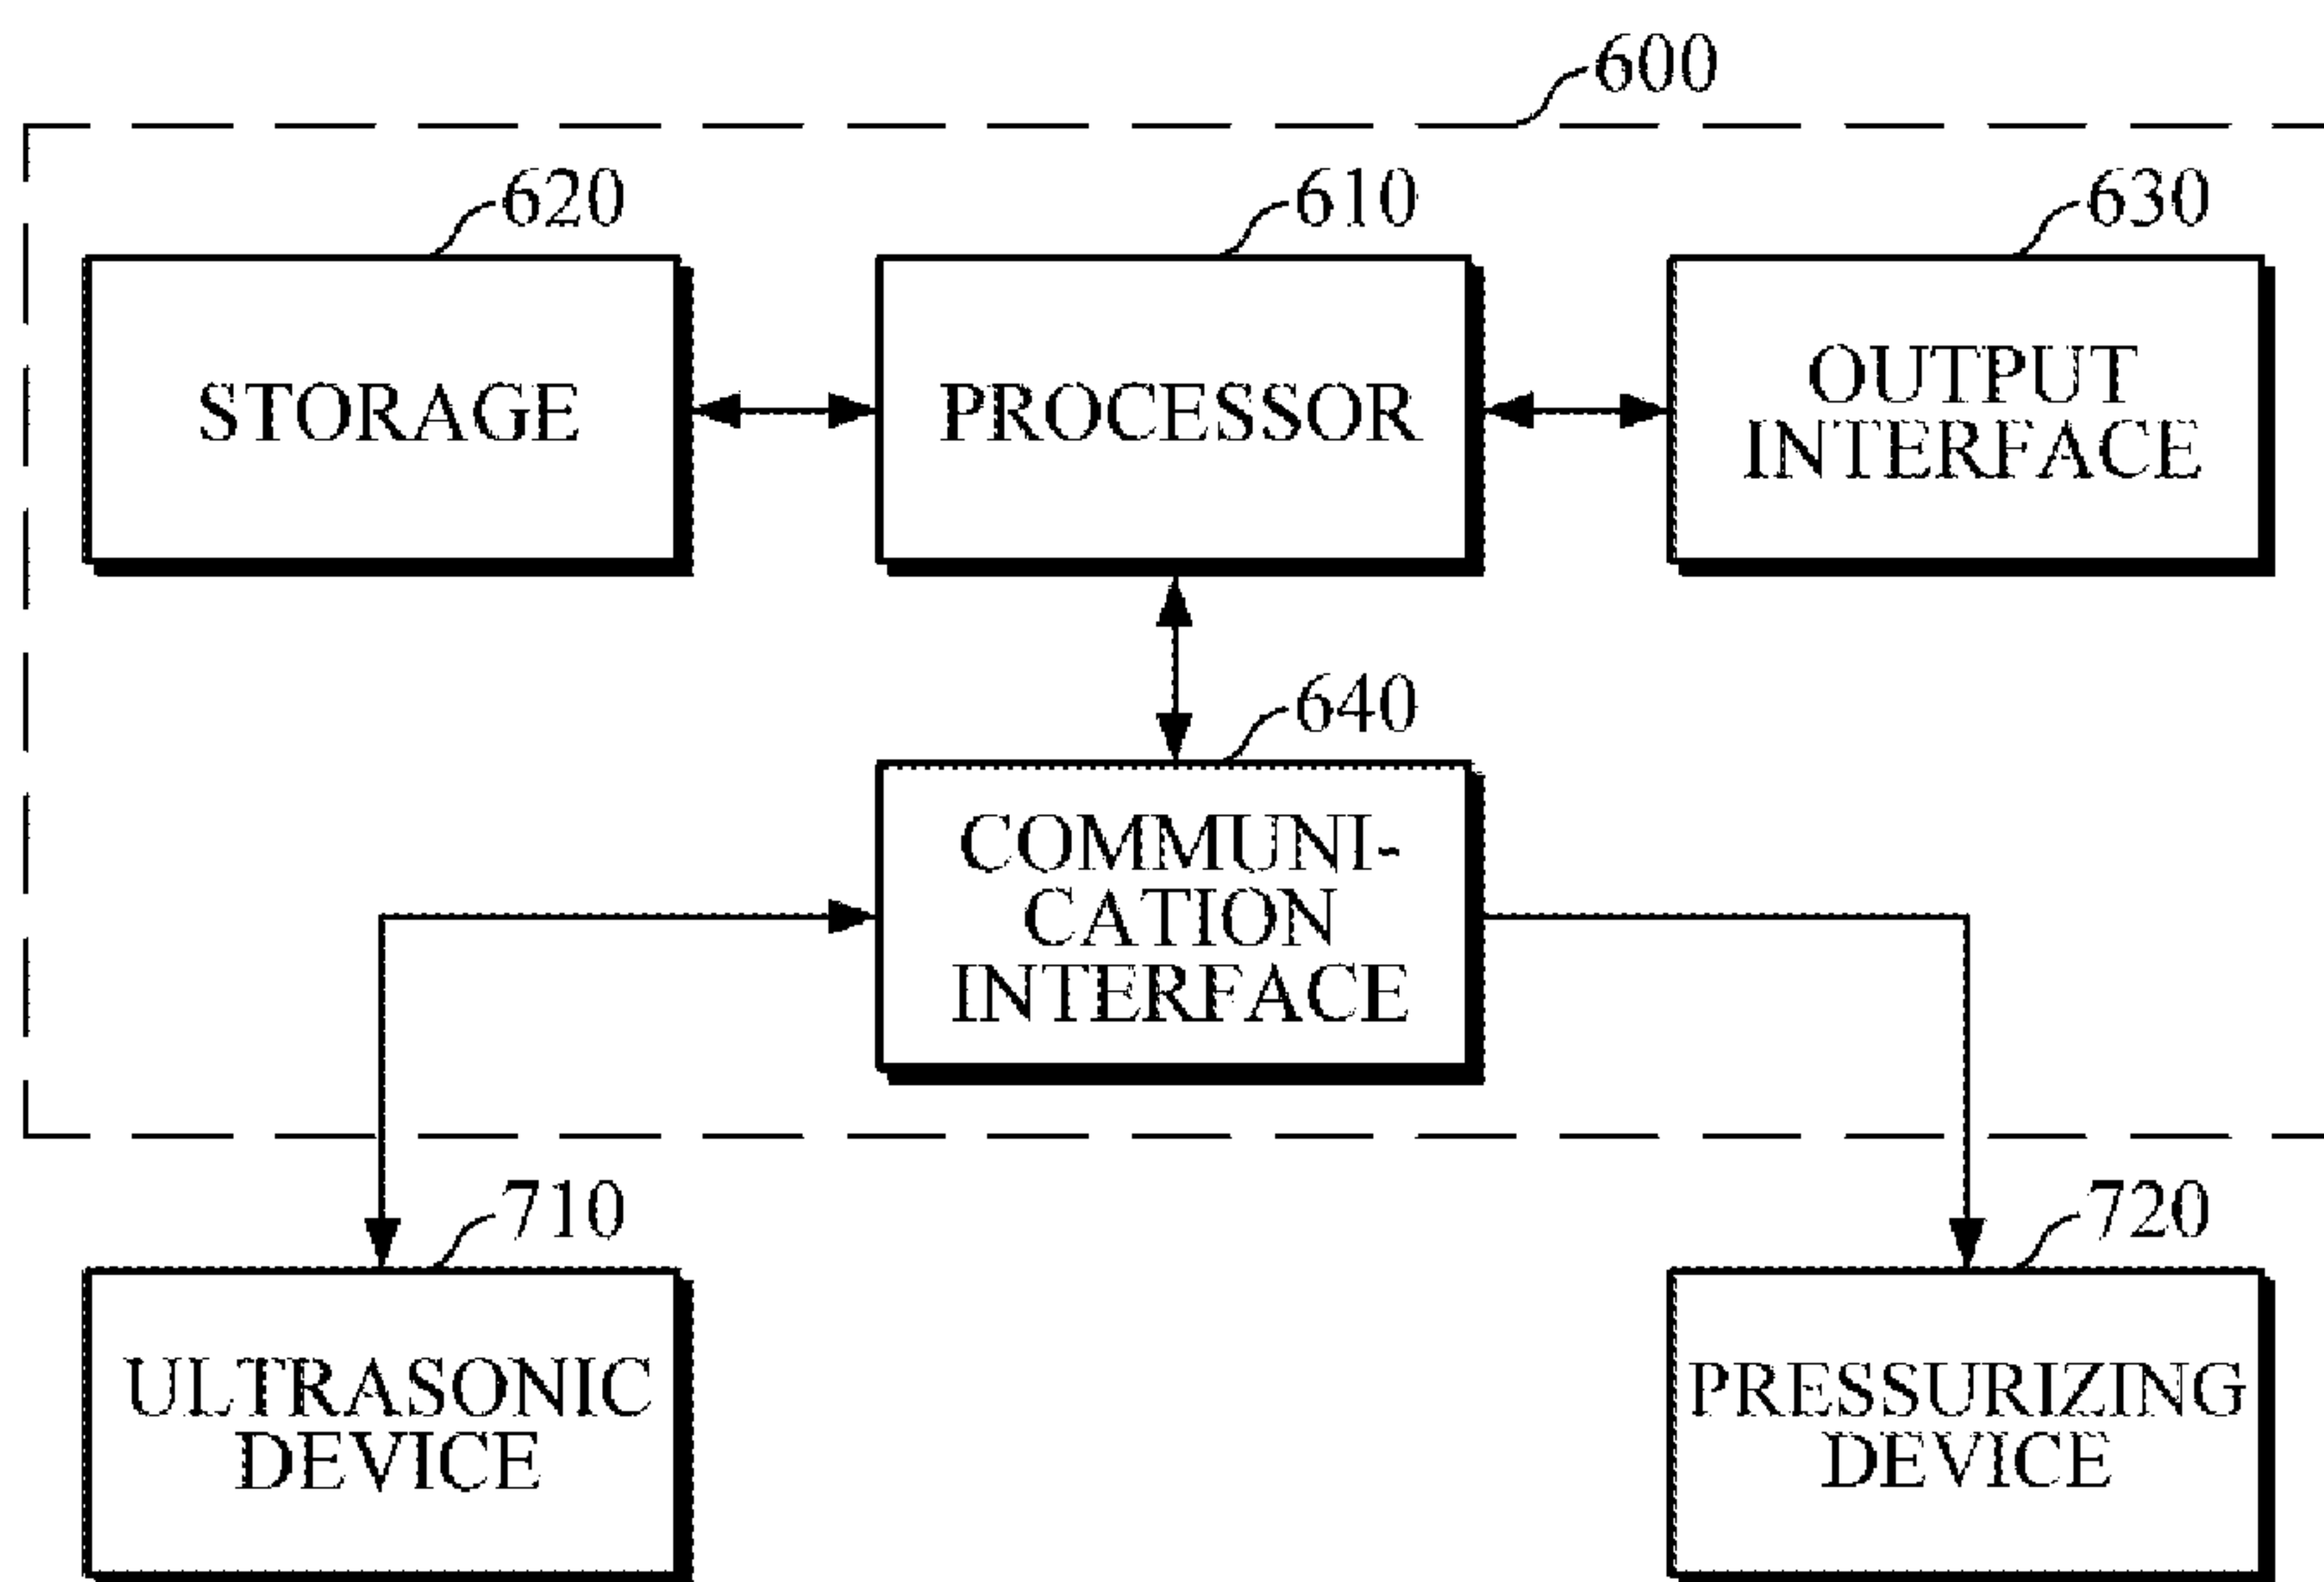 600
620
610
630
STORAGE
PROCESSOR
OUTPUT
INTERFACE
640
COMMUNI-
CATION
INTERFACE
710
720
ULTRASONIC
DEVICE
PRESSURIZING
DEVICE